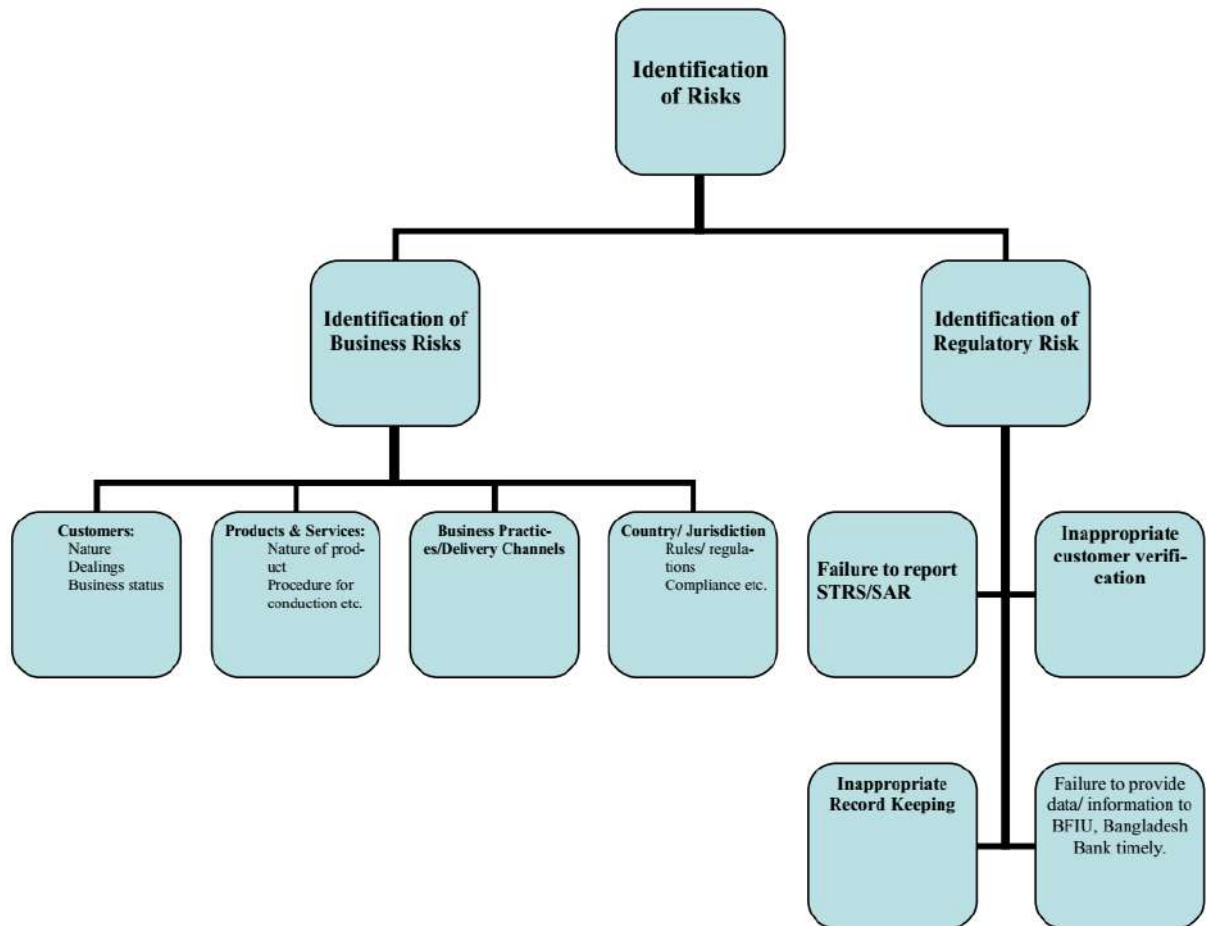 Identification
of Risks
Identification of
Business Risks
Identification of
Regulatory Risk
Customers:
Nature
Dealings
Business status
Products & Services:
Nature of prod-
uct
Procedure for
conduction etc.
Business Practic-
es/Delivery Channels
Country/ Jurisdiction
Rules/ regula-
tions
Compliance etc.
Failure to report
STRS/SAR
Inappropriate
customer verifi-
cation
Inappropriate
Record Keeping
Failure to provide
data/ information to
BFIU, Bangladesh
Bank timely.